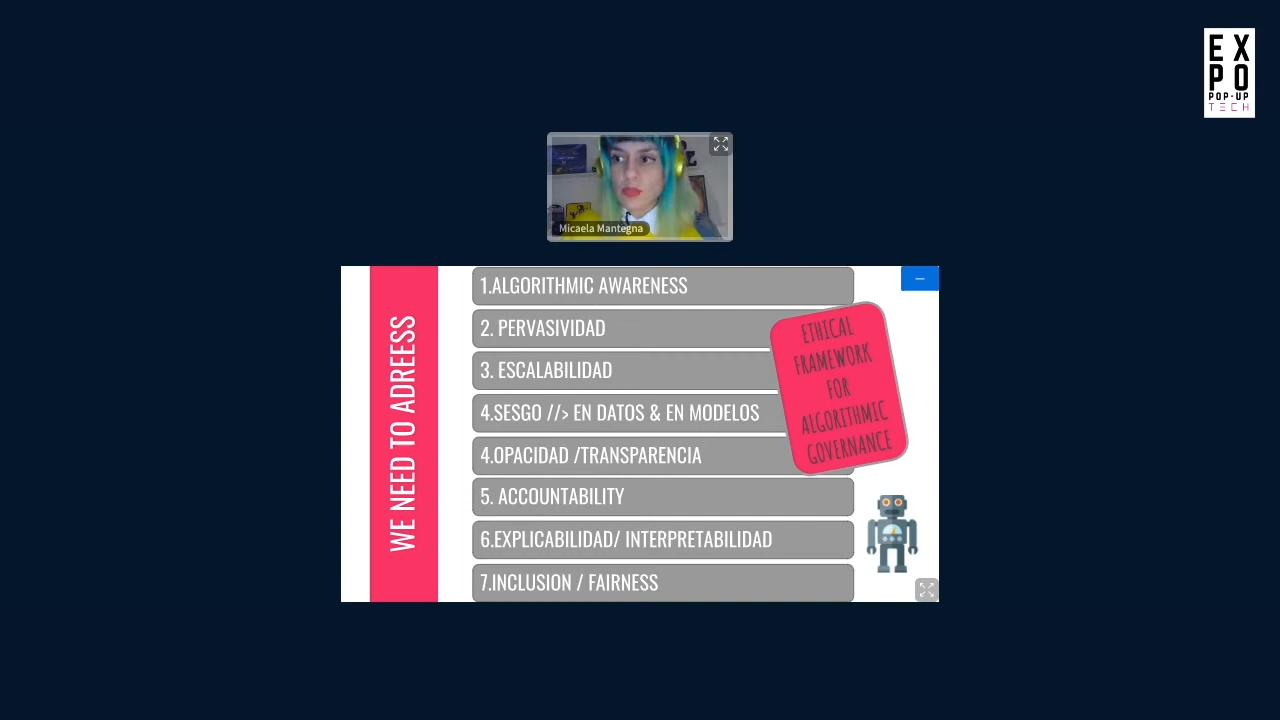 EX
PO
POP-UP
TECH
Micaela Mantegna
WE NEED TO ADREESS
1.ALGORITHMIC AWARENESS
2. PERVASIVIDAD
3. ESCALABILIDAD
4.SESGO //> EN DATOS & EN MODELOS
4.OPACIDAD /TRANSPARENCIA
5. ACCOUNTABILITY
6.EXPLICABILIDAD/ INTERPRETABILIDAD
7.INCLUSION / FAIRNESS
ETHICAL
FRAMEWORK
FOR
ALGORITHMIC
GOVERNANCE